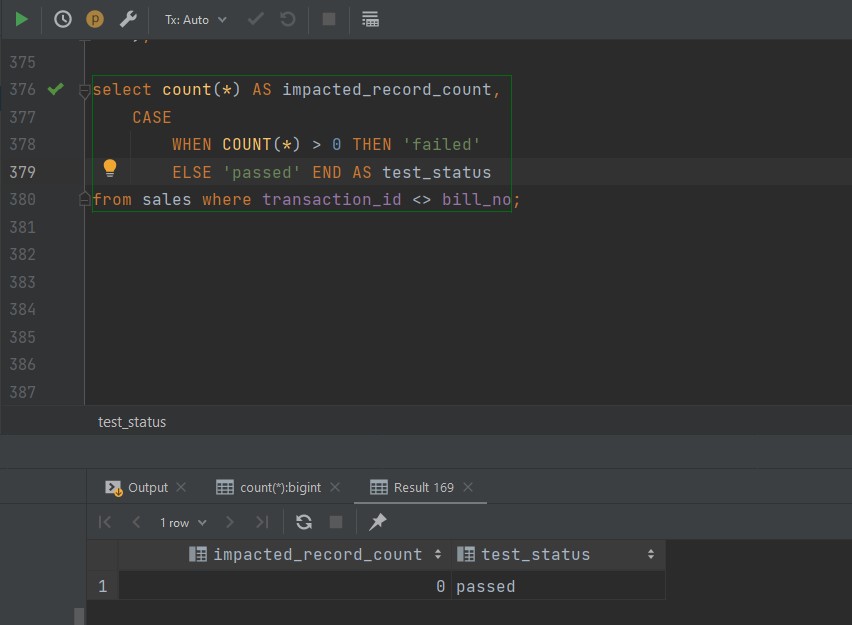 Tx: Auto
375
376 select count(*) AS impacted_record_count,
377 CASE
378 WHEN COUNT(*) > 0 THEN 'failed'
379 ELSE 'passed' END AS test_status
380 from sales where transaction_id <> bill_no;
381
382
383
384
385
386
387
test_status
Output count(*):bigint Result 169
1 row
impacted_record_count test_status
1 0 passed